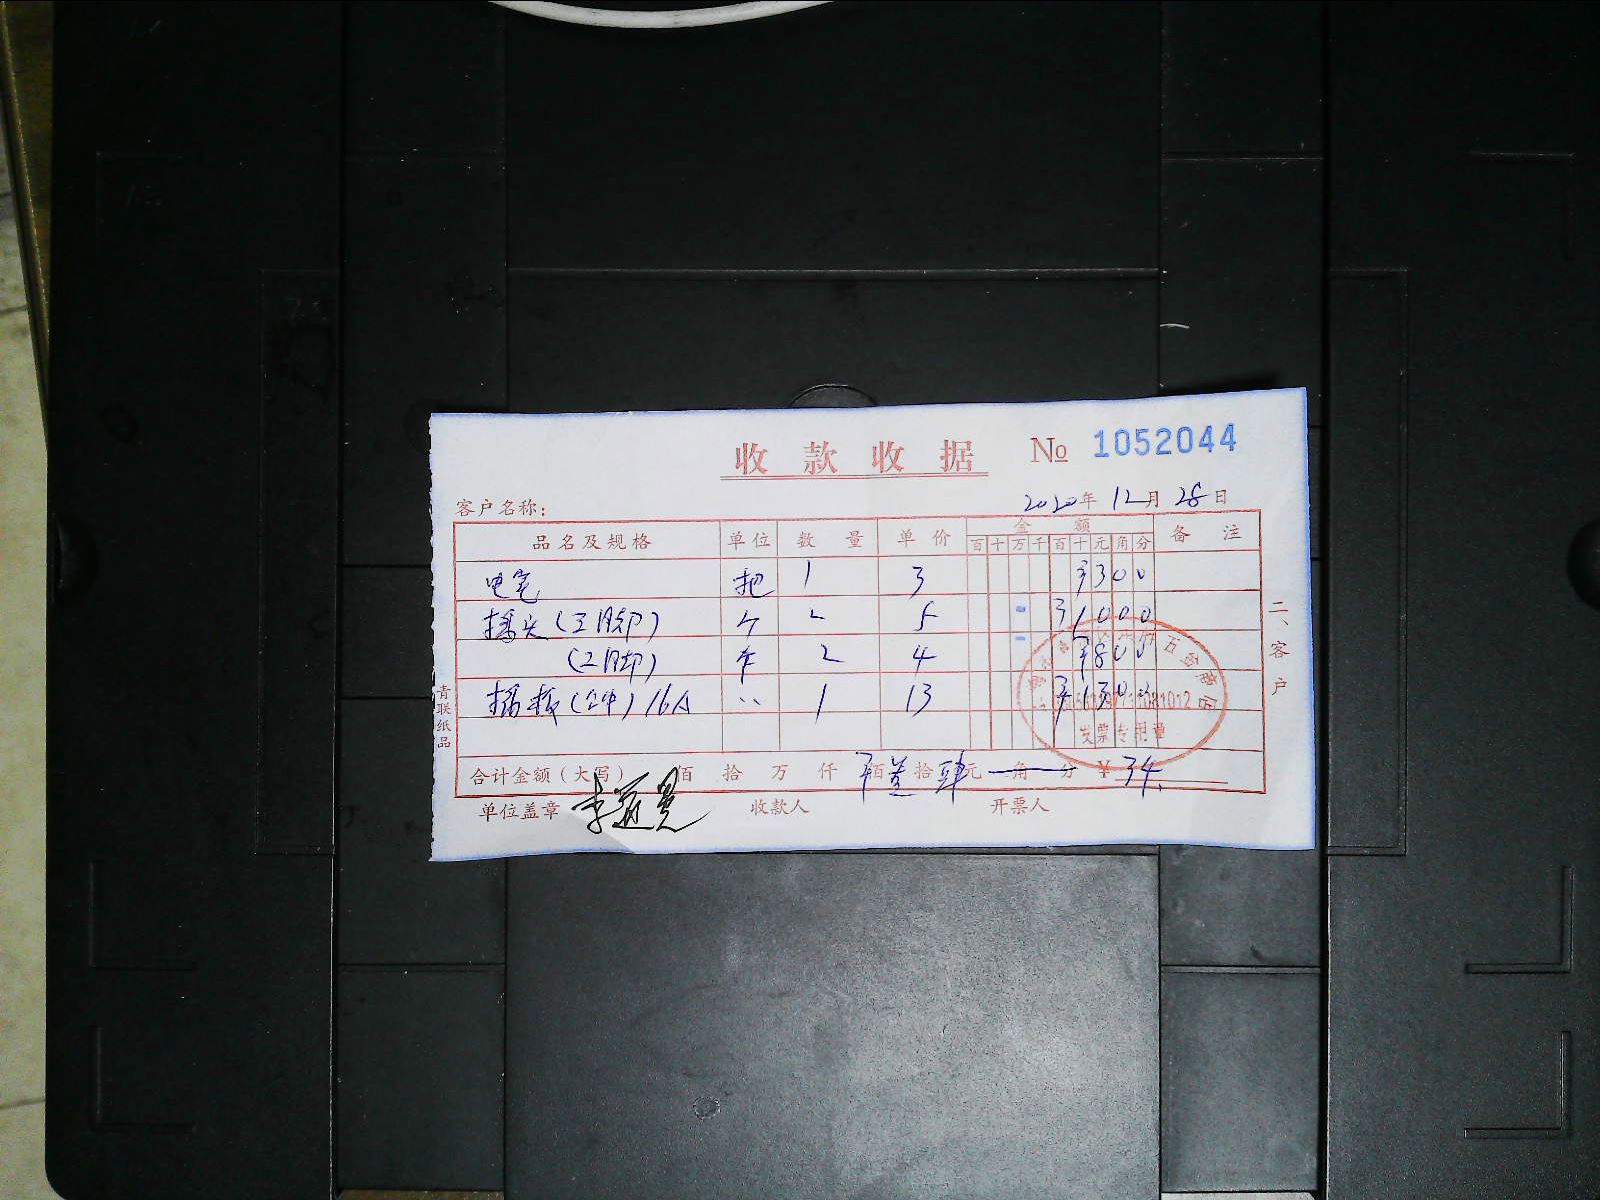 收款收据 № 1052044
客户名称：
2020年 12月 28日
品名及规格 单位 数量 单价 金额 备注
百十万千百十元角分
电笔 把 1 3 ¥300
插头（三脚） 个 2 5 ¥1000
（2脚） 个 2 4 ¥800
插板 16A 〃 1 13 ¥1300
发票专用章
合计金额（大写） 佰 拾 万 仟 ¥佰叁拾肆元 角 分 ¥34.
单位盖章 收款人 开票人
二、客户
青联纸品